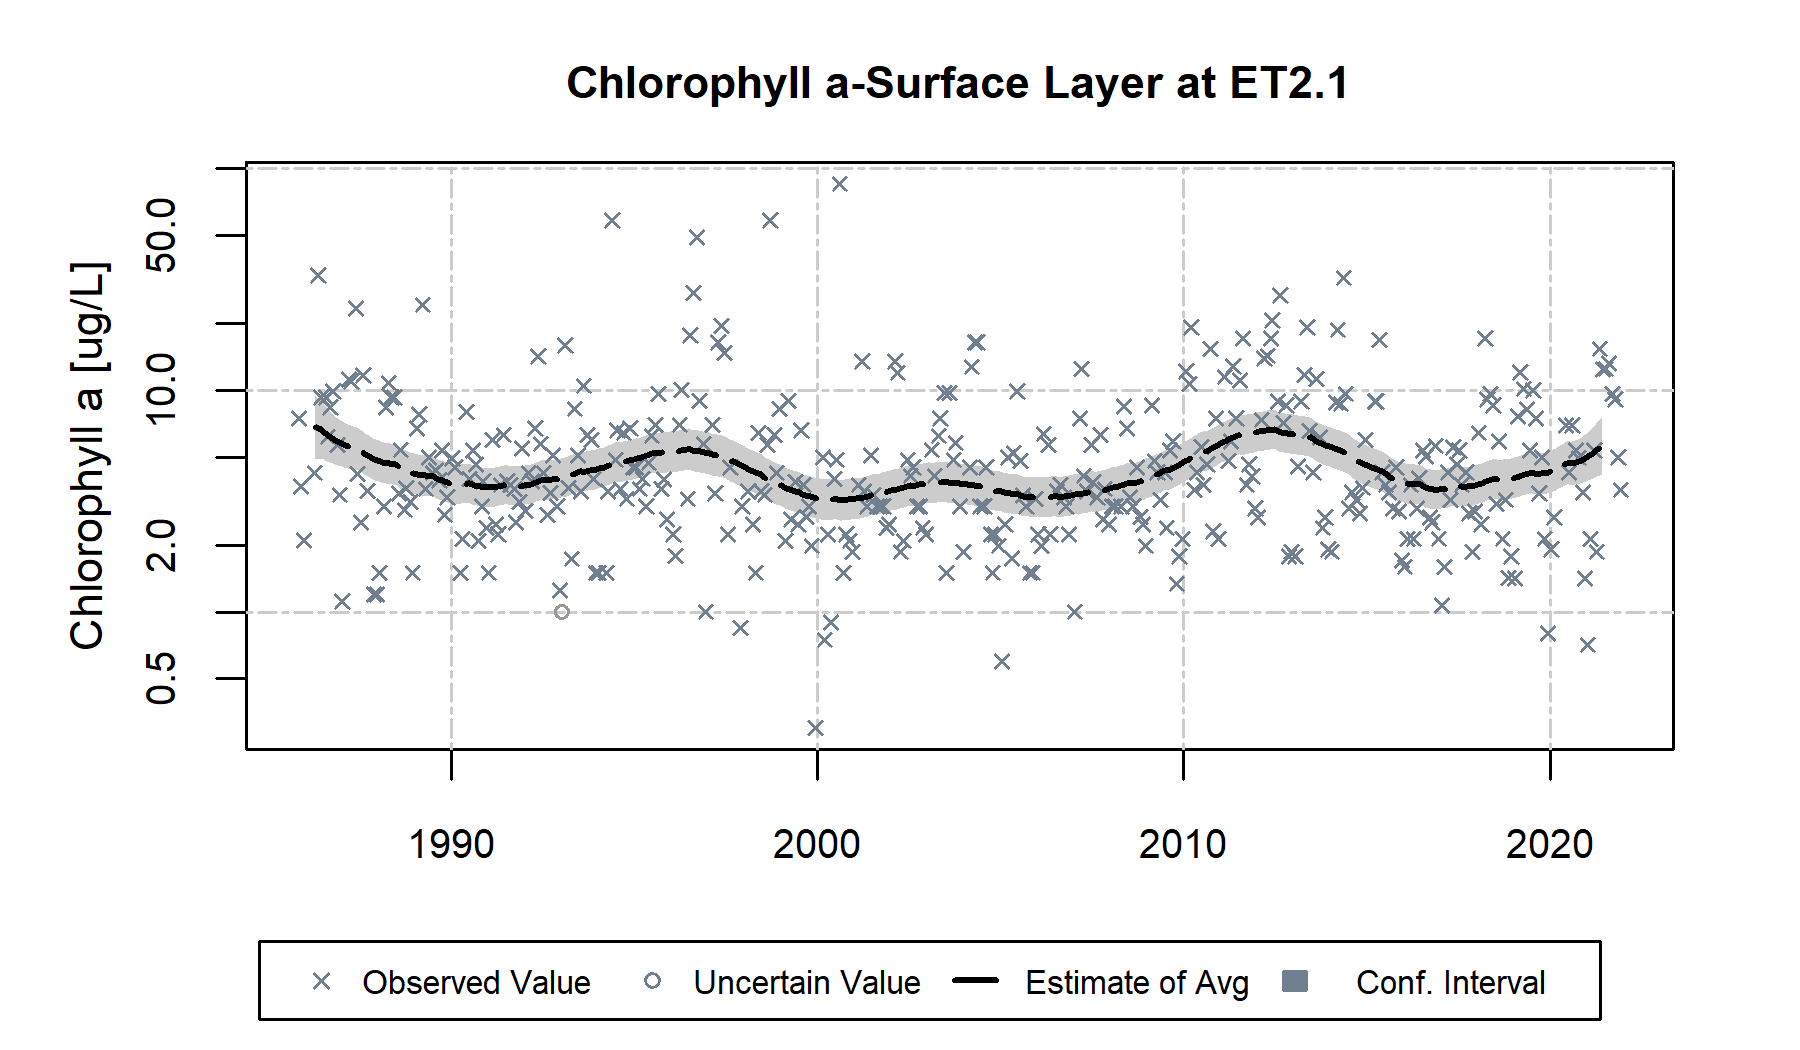 Chlorophyll a-Surface Layer at ET2.1
Chlorophyll a [ug/L]
50.0
10.0
2.0
0.5
1990 2000 2010 2020
Observed Value Uncertain Value Estimate of Avg Conf. Interval